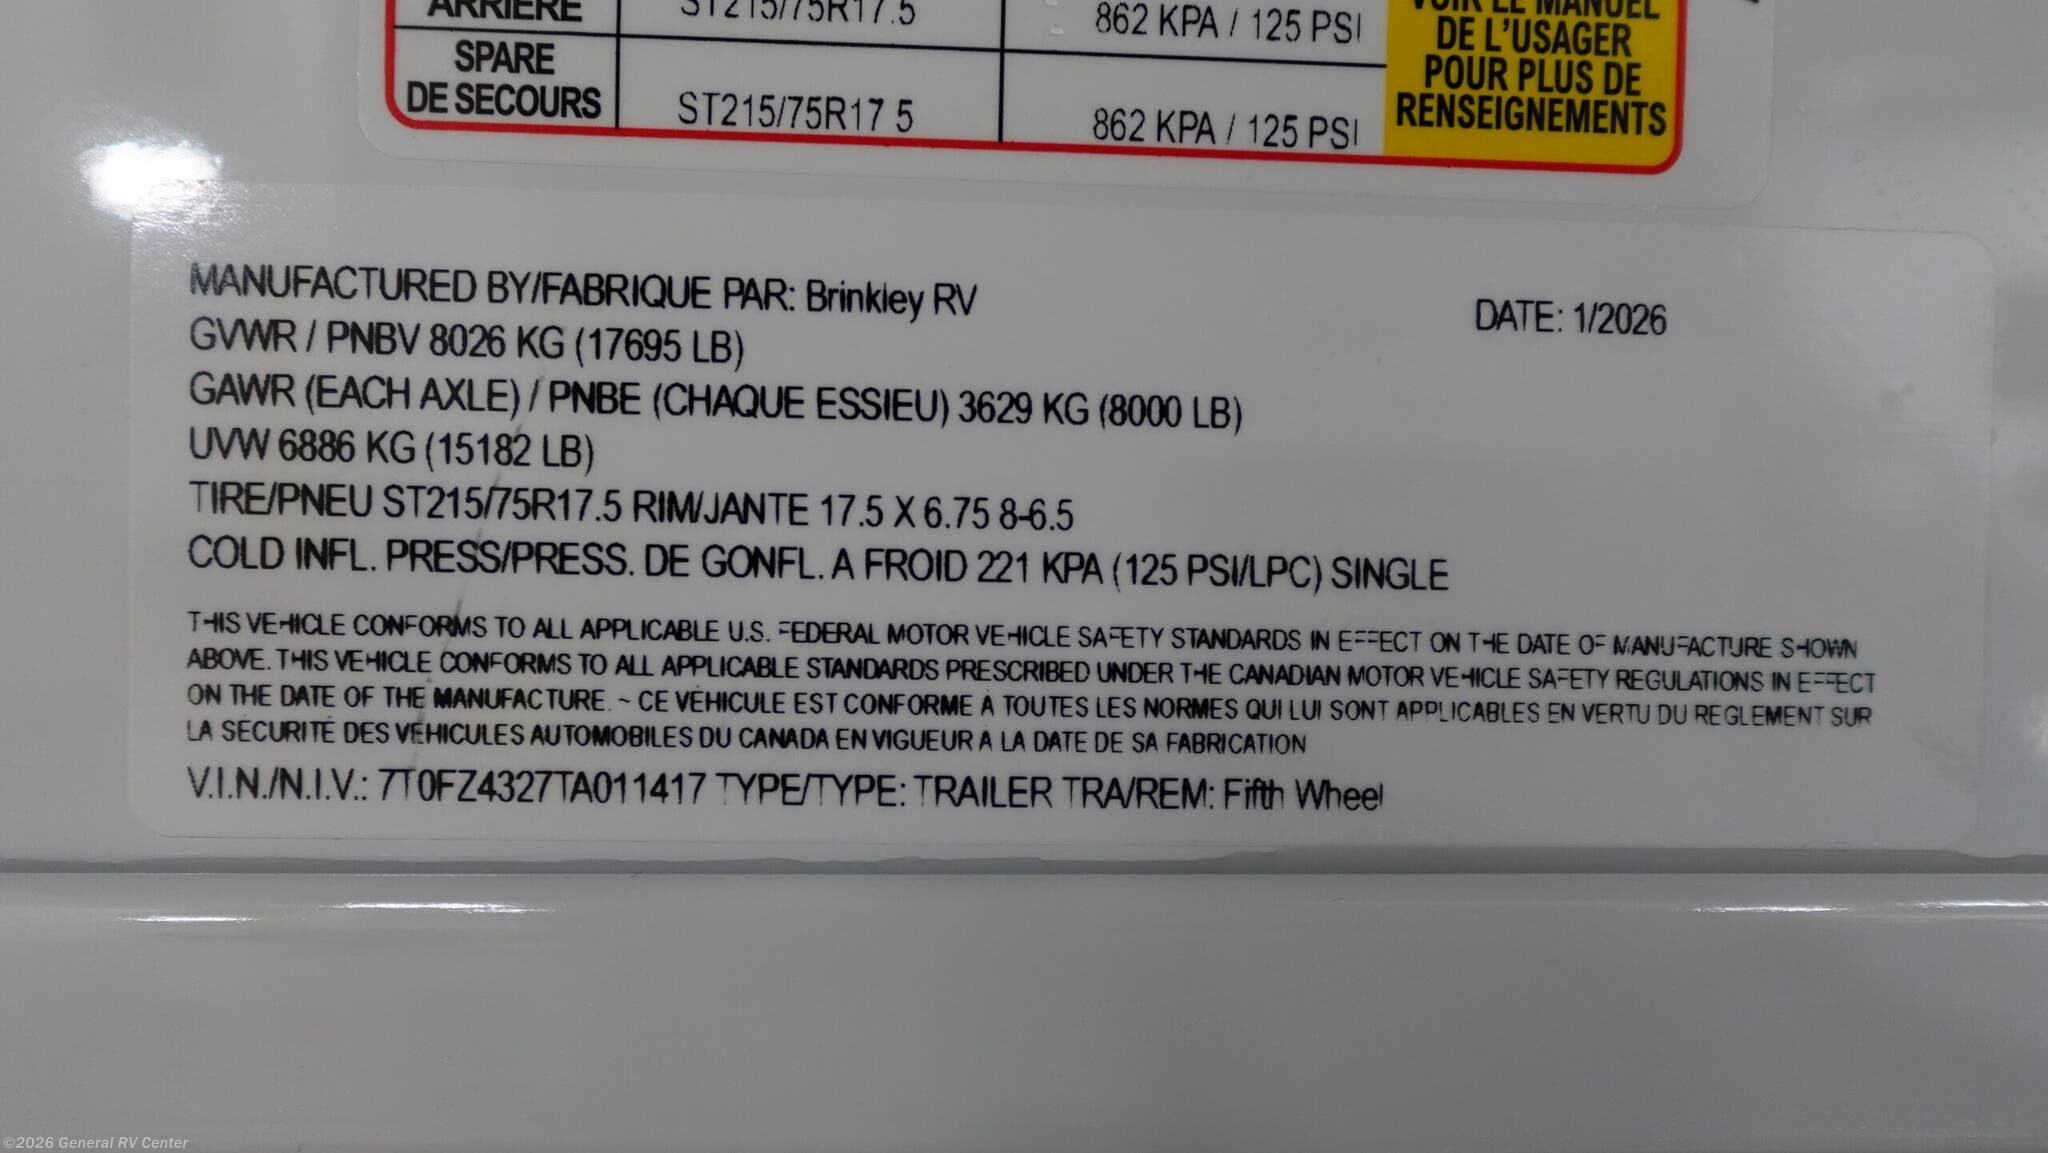 ARRIÈRE ST215/75R17.5 862 KPA / 125 PSI
SPARE
DE SECOURS ST215/75R17 5 862 KPA / 125 PSI
VOIR LE MANUEL
DE L'USAGER
POUR PLUS DE
RENSEIGNEMENTS
MANUFACTURED BY/FABRIQUE PAR: Brinkley RV DATE: 1/2026
GVWR / PNBV 8026 KG (17695 LB)
GAWR (EACH AXLE) / PNBE (CHAQUE ESSIEU) 3629 KG (8000 LB)
UVW 6886 KG (15182 LB)
TIRE/PNEU ST215/75R17.5 RIM/JANTE 17.5 X 6.75 8-6.5
COLD INFL. PRESS/PRESS. DE GONFL. A FROID 221 KPA (125 PSI/LPC) SINGLE
THIS VEHICLE CONFORMS TO ALL APPLICABLE U.S. FEDERAL MOTOR VEHICLE SAFETY STANDARDS IN EFFECT ON THE DATE OF MANUFACTURE SHOWN
ABOVE. THIS VEHICLE CONFORMS TO ALL APPLICABLE STANDARDS PRESCRIBED UNDER THE CANADIAN MOTOR VEHICLE SAFETY REGULATIONS IN EFFECT
ON THE DATE OF THE MANUFACTURE. ~ CE VÉHICULE EST CONFORME À TOUTES LES NORMES QUI LUI SONT APPLICABLES EN VERTU DU RÈGLEMENT SUR
LA SÉCURITÉ DES VÉHICULES AUTOMOBILES DU CANADA EN VIGUEUR À LA DATE DE SA FABRICATION
V.I.N./N.I.V.: 7T0FZ4327TA011417 TYPE/TYPE: TRAILER TRA/REM: Fifth Wheel
©2026 General RV Center